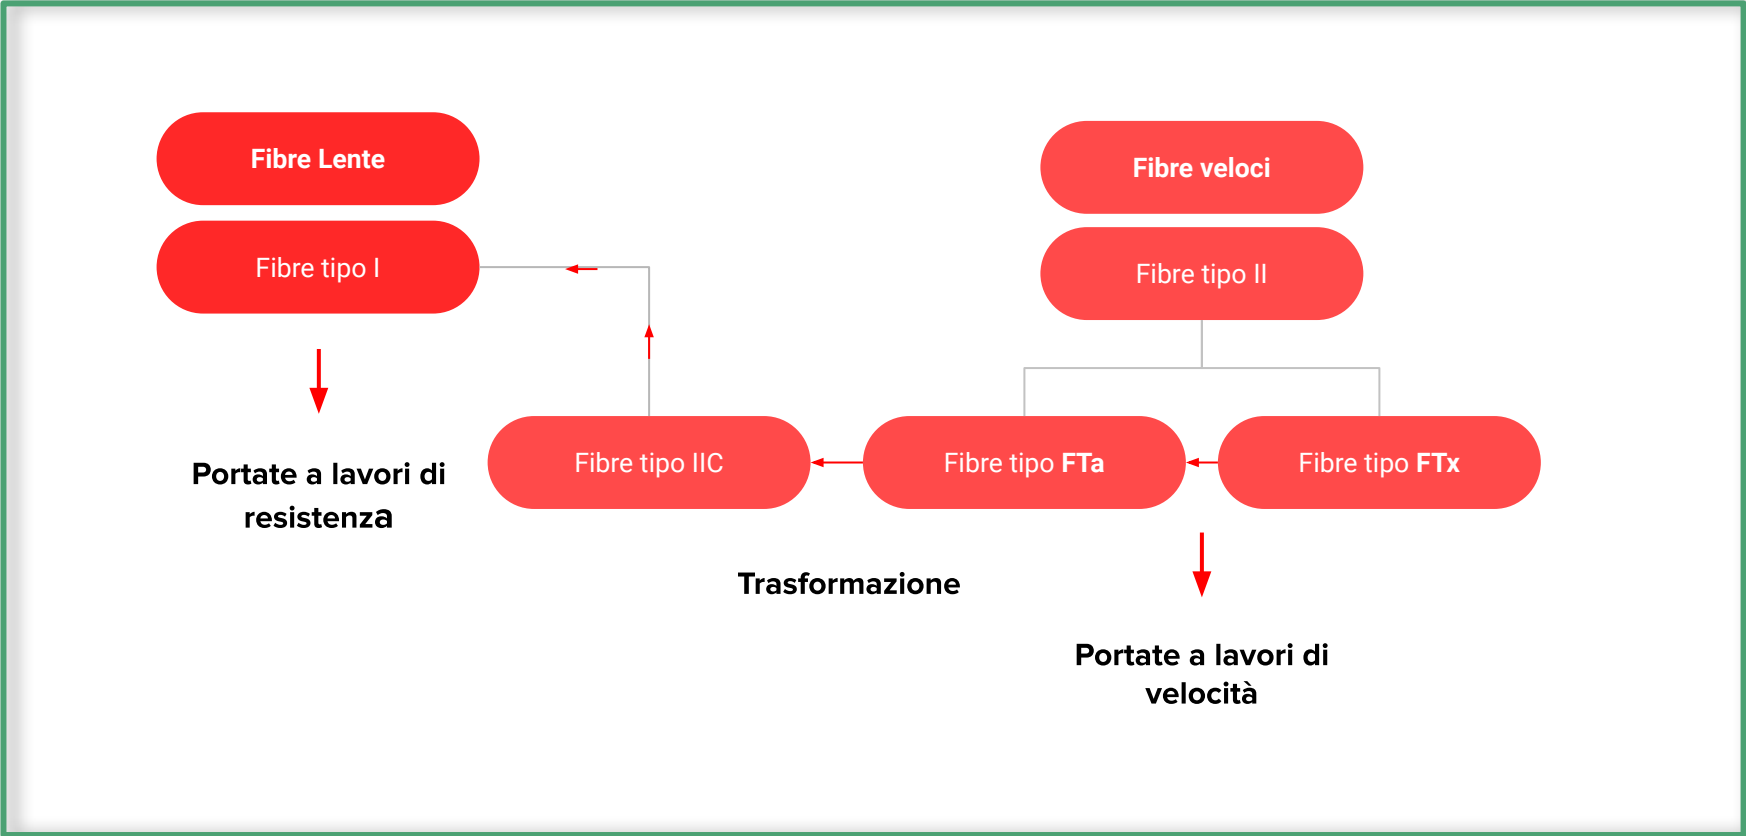 Fibre Lente
Fibre veloci
Fibre tipo I
Fibre tipo II
Portate a lavori di
resistenza
Fibre tipo IIC
Fibre tipo FTa
Fibre tipo FTx
Trasformazione
Portate a lavori di
velocità